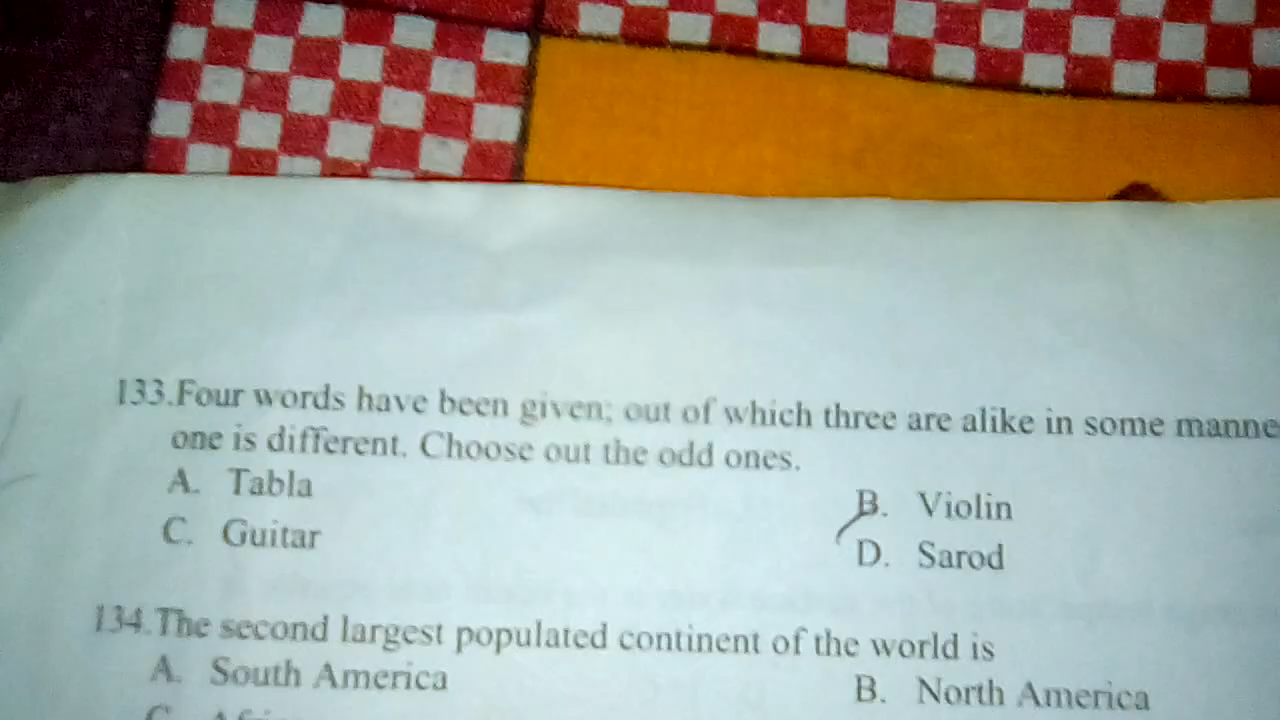 133.Four words have been given; out of which three are alike in some manne
one is different. Choose out the odd ones.
A. Tabla
B. Violin
C. Guitar
D. Sarod
134.The second largest populated continent of the world is
A. South America
B. North America
C.